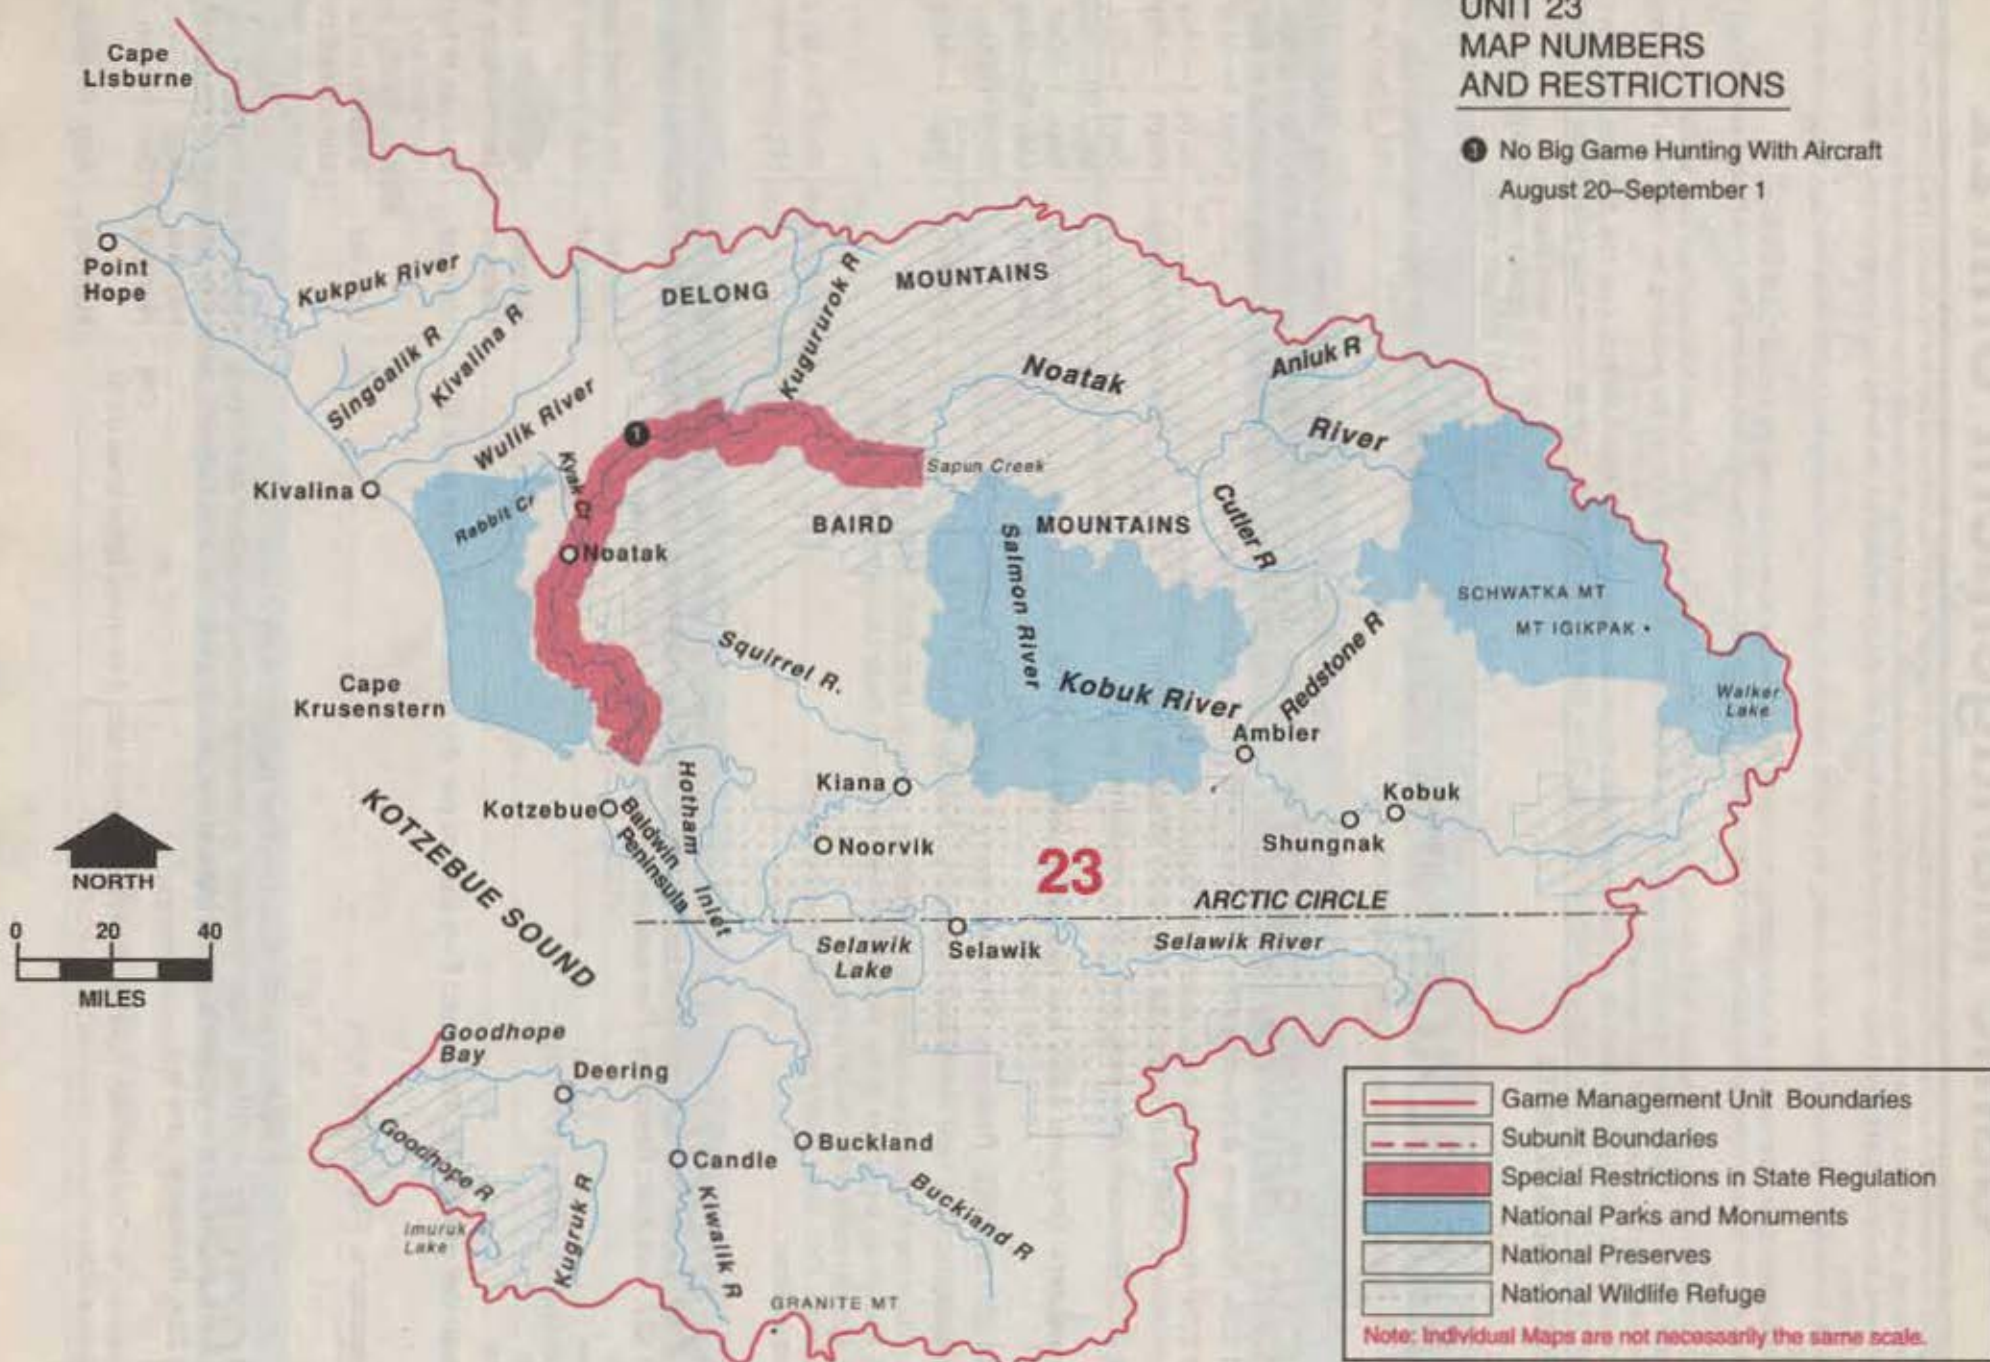 UNIT 23
MAP NUMBERS
AND RESTRICTIONS
1 No Big Game Hunting With Aircraft
August 20–September 1
Cape
Lisburne
Point
Hope
Kukpuk River
Singoalik R
Kivalina R
Wulik River
DELONG
MOUNTAINS
Kugururok R
Noatak
Aniuk R
River
1
Kyak Cr
Sapun Creek
Kivalina
Rabbit Cr
Noatak
BAIRD
MOUNTAINS
Salmon River
Cutler R
SCHWATKA MT
MT IGIKPAK
Squirrel R.
Kobuk River
Redstone R
Walker
Lake
Cape
Krusenstern
Ambler
Kiana
Kobuk
Shungnak
Kotzebue
Baldwin
Peninsula
Hotham
Inlet
Noorvik
23
KOTZEBUE SOUND
ARCTIC CIRCLE
NORTH
0 20 40
MILES
Selawik
Lake
Selawik
Selawik River
Goodhope
Bay
Deering
Goodhope R
Candle
Buckland
Buckland R
Imuruk
Lake
Kugruk R
Kiwalik R
GRANITE MT
Game Management Unit Boundaries
Subunit Boundaries
Special Restrictions in State Regulation
National Parks and Monuments
National Preserves
National Wildlife Refuge
Note: Individual Maps are not necessarily the same scale.